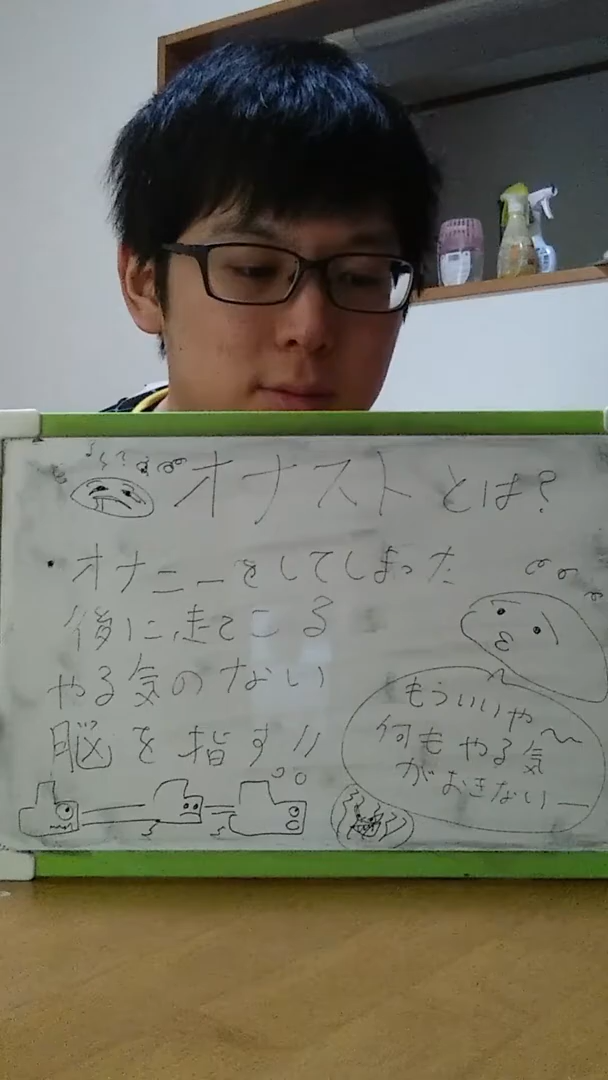 オナストとは?
・オナニーをしてしまった
後に起こる
やる気のない
脳を指す!!
もういいや〜
何もやる気
がおきないー